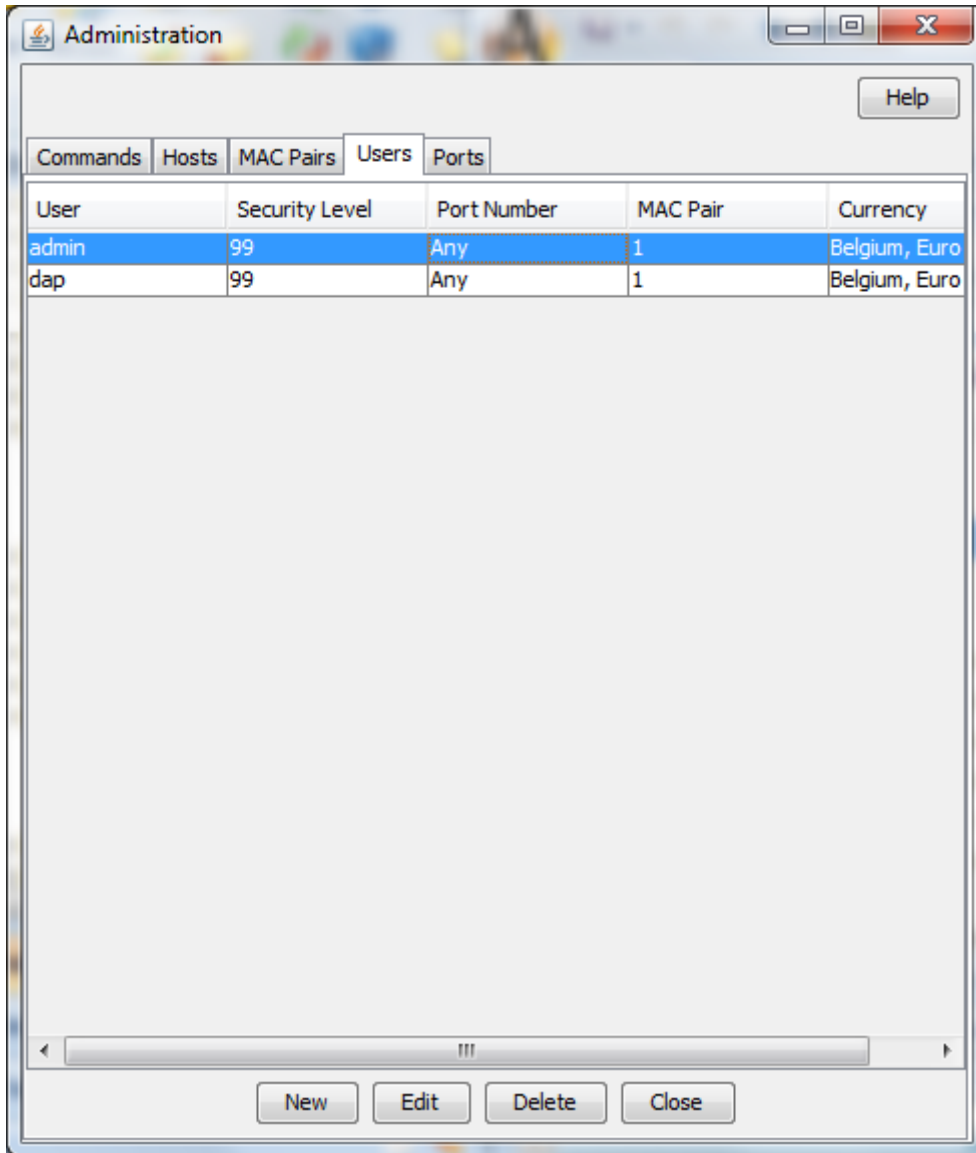 Administration
Help
Commands Hosts MAC Pairs Users Ports
User Security Level Port Number MAC Pair Currency
admin 99 Any 1 Belgium, Euro
dap 99 Any 1 Belgium, Euro
New Edit Delete Close